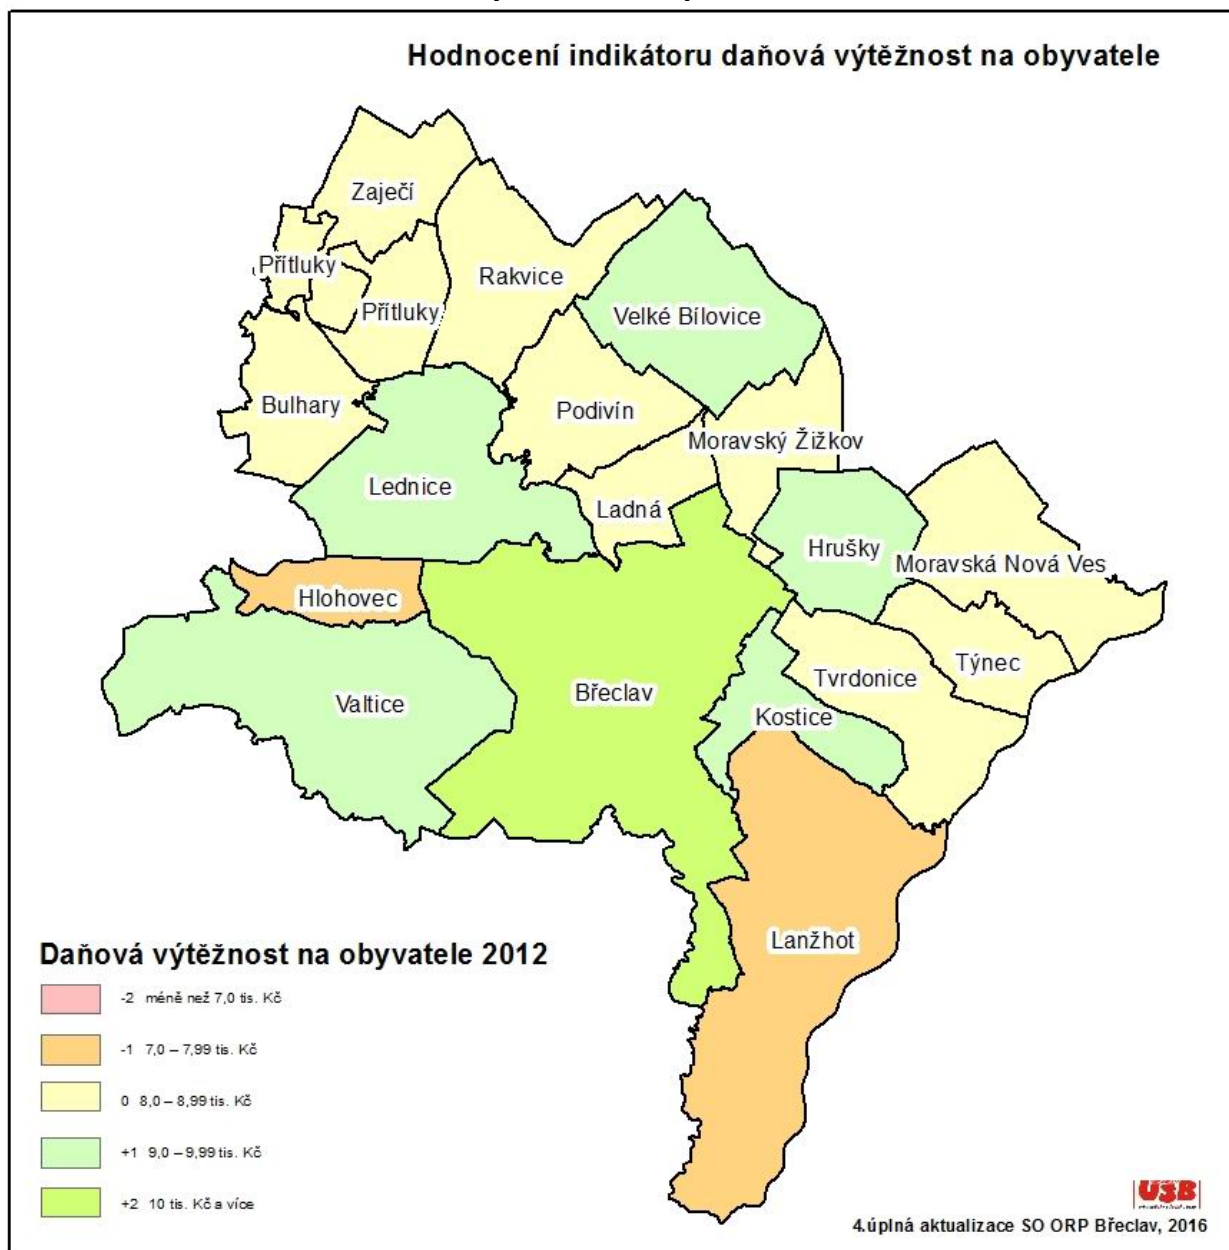 Hodnocení indikátoru daňová výtěžnost na obyvatele
Zaječí
Přítluky
Rakvice
Přítluky
Velké Bílovice
Bulhary
Podivín
Moravský Žižkov
Lednice
Ladná
Hrušky
Moravská Nová Ves
Hlohovec
Týnec
Tvrdonice
Břeclav
Valtice
Kostice
Lanžhot
Daňová výtěžnost na obyvatele 2012
-2 méně než 7,0 tis. Kč
-1 7,0 – 7,99 tis. Kč
0 8,0 – 8,99 tis. Kč
+1 9,0 – 9,99 tis. Kč
+2 10 tis. Kč a více
USB
4.úplná aktualizace SO ORP Břeclav, 2016